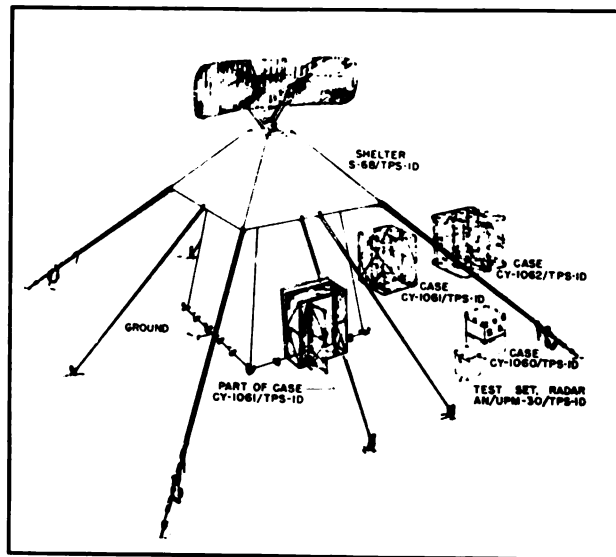 SHELTER
S-68/TPS-1D
CASE
CY-1062/TPS-1D
CASE
CY-1061/TPS-1D
GROUND
CASE
CY-1060/TPS-1D
PART OF CASE
CY-1061/TPS-1D
TEST SET, RADAR
AN/UPM-30/TPS-1D